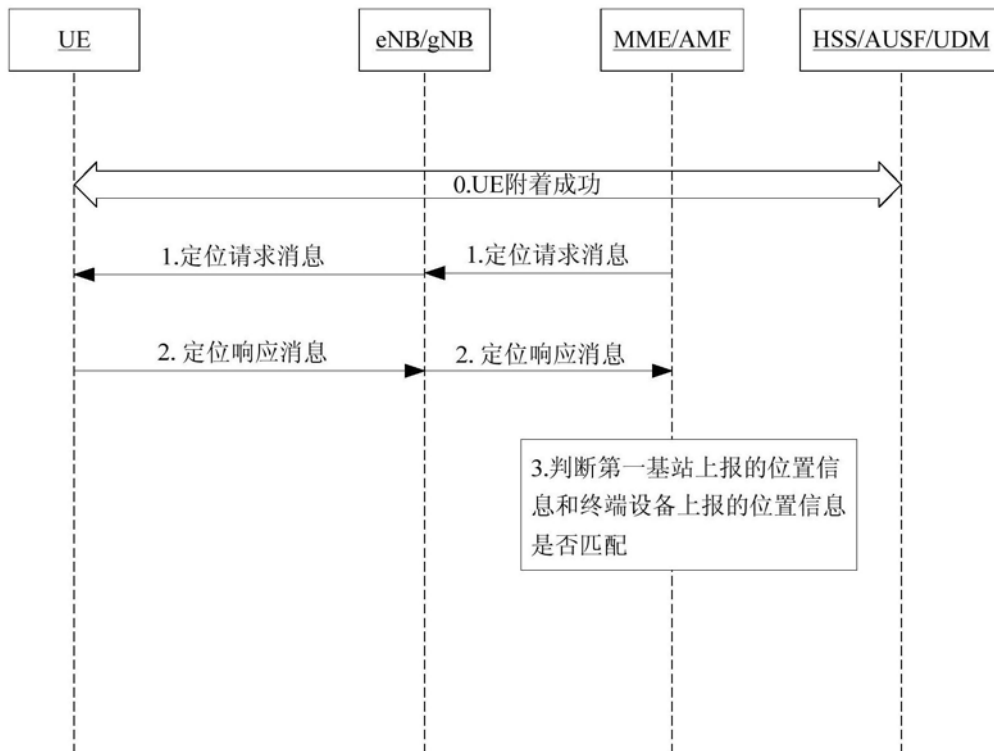 UE
eNB/gNB
MME/AMF
HSS/AUSF/UDM
0.UE附着成功
1.定位请求消息
1.定位请求消息
2. 定位响应消息
2. 定位响应消息
3.判断第一基站上报的位置信
息和终端设备上报的位置信息
是否匹配